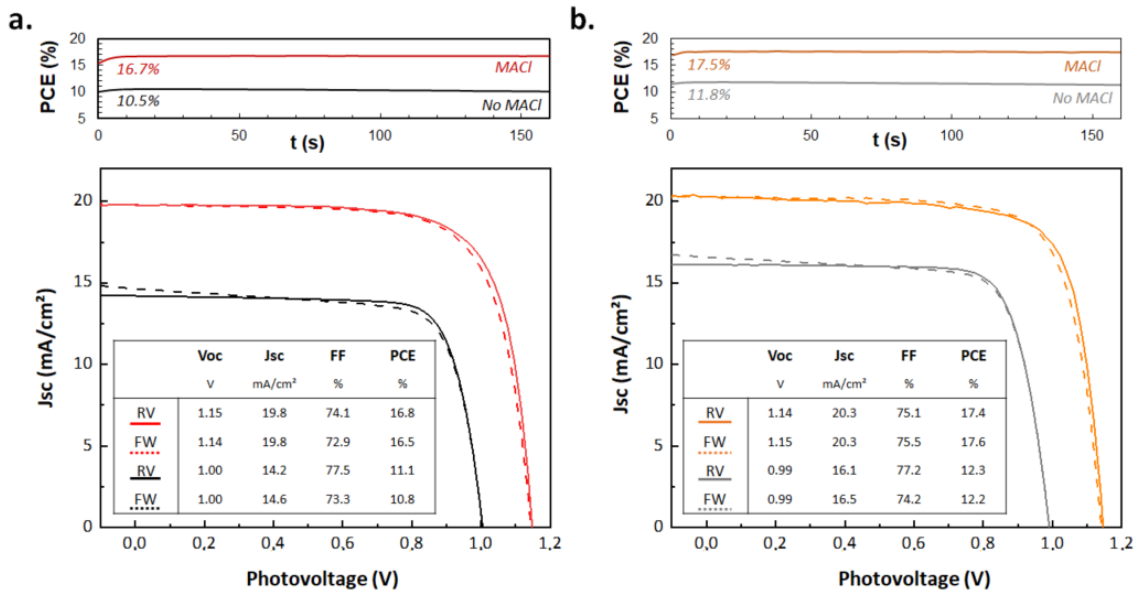 a.
PCE (%)
20
15
10
5
16.7%
MACl
10.5%
No MACl
0
50
100
150
t (s)
20
15
10
5
0
Jsc (mA/cm²)
Voc Jsc FF PCE
V mA/cm² % %
RV 1.15 19.8 74.1 16.8
FW 1.14 19.8 72.9 16.5
RV 1.00 14.2 77.5 11.1
FW 1.00 14.6 73.3 10.8
0.0 0.2 0.4 0.6 0.8 1.0 1.2
Photovoltage (V)
b.
PCE (%)
20
15
10
5
17.5%
MACl
11.8%
No MACl
0
50
100
150
t (s)
20
15
10
5
0
Jsc (mA/cm²)
Voc Jsc FF PCE
V mA/cm² % %
RV 1.14 20.3 75.1 17.4
FW 1.15 20.3 75.5 17.6
RV 0.99 16.1 77.2 12.3
FW 0.99 16.5 74.2 12.2
0.0 0.2 0.4 0.6 0.8 1.0 1.2
Photovoltage (V)